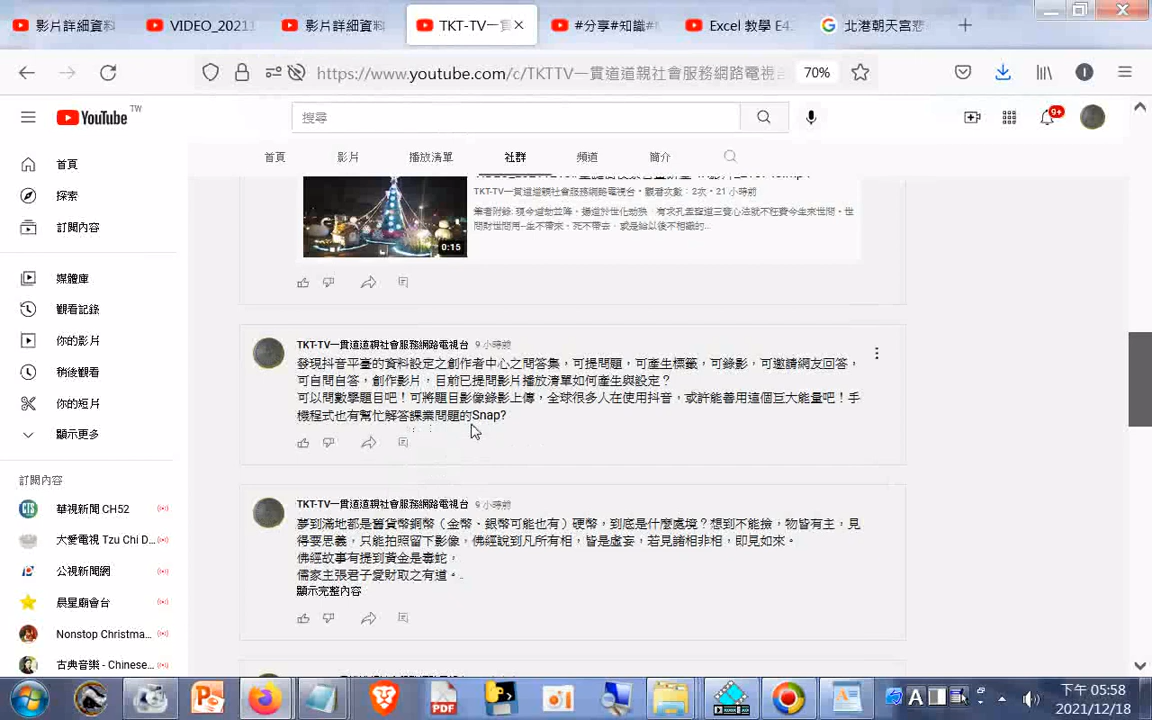 影片詳細資料
VIDEO_20211
影片詳細資料
TKT-TV一貫
#分享#知識#
Excel 教學 E4
北港朝天宮悲
https://www.youtube.com/c/TKTTV一貫道道親社會服務網路電視台
70%
YouTube TW
搜尋
9+
首頁
影片
播放清單
社群
頻道
簡介
首頁
探索
訂閱內容
媒體庫
觀看記錄
你的影片
稍後觀看
你的短片
顯示更多
訂閱內容
華視新聞 CH52
大愛電視 Tzu Chi D...
公視新聞網
晨星廟會台
Nonstop Christma...
古典音樂 - Chinese...
TKT-TV一貫道道親社會服務網路電視台・觀看次數：2次・21 小時前
0:15
TKT-TV一貫道道親社會服務網路電視台 9 小時前
發現抖音平臺的資料設定之創作者中心之問答集，可提問題，可產生標籤，可錄影，可邀請網友回答，
可自問自答，創作影片，目前已提問影片播放清單如何產生與設定？
可以問數學題目吧！可將題目影像錄影上傳，全球很多人在使用抖音，或許能善用這個巨大能量吧！手
機程式也有幫忙解答課業問題的Snap?
TKT-TV一貫道道親社會服務網路電視台 9 小時前
夢到滿地都是舊貨幣銅幣（金幣、銀幣可能也有）硬幣，到底是什麼處境？想到不能撿，物皆有主，見
得要思義，只能拍照留下影像，佛經說到凡所有相，皆是虛妄，若見諸相非相，即見如來。
佛經故事有提到黃金是毒蛇，
儒家主張君子愛財取之有道。
顯示完整內容
PDF
下午 05:58
2021/12/18